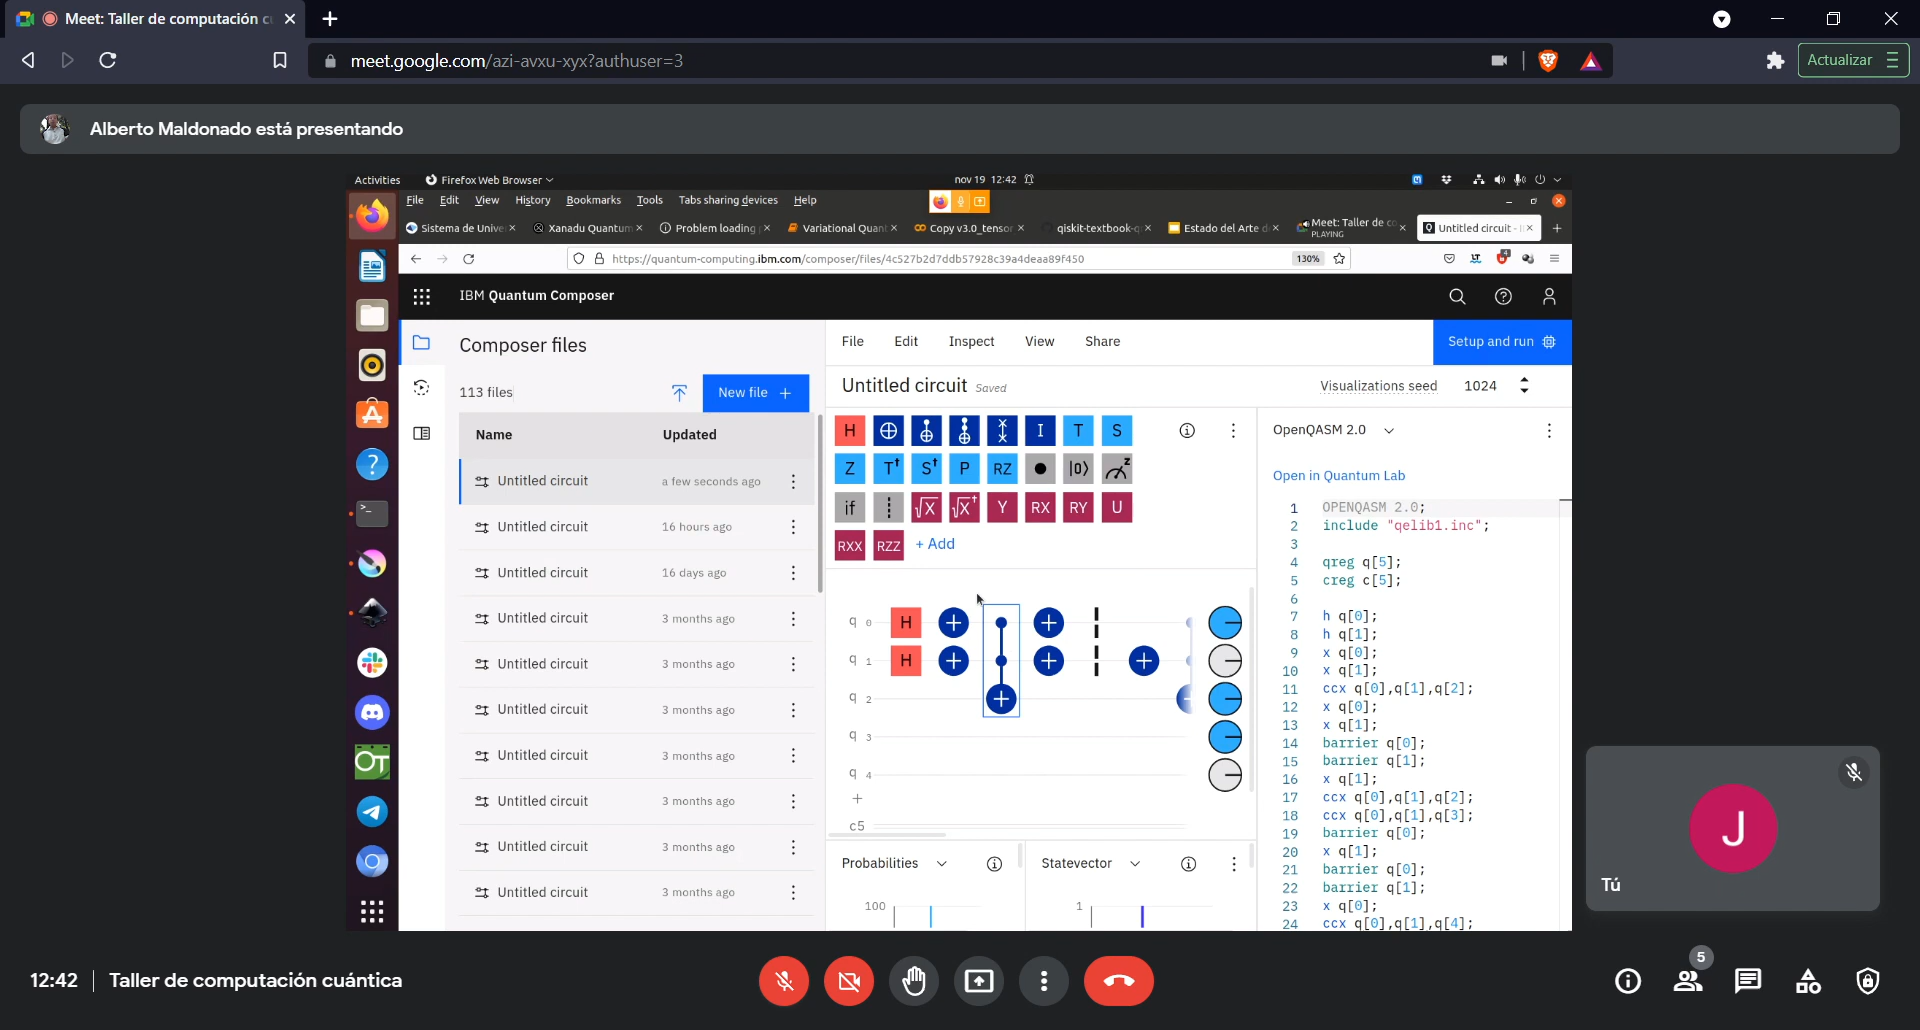 Meet: Taller de computación c
meet.google.com/azi-avxu-xyx?authuser=3
Actualizar
Alberto Maldonado está presentando
Activities
Firefox Web Browser
nov 19 12:42
File Edit View History Bookmarks Tools Tabs sharing devices Help
Sistema de Unive
Xanadu Quantum
Problem loading
Variational Quan
Copy v3.0_tensor
qiskit-textbook-q
Estado del Arte d
Meet: Taller de co
PLAYING
Untitled circuit -
https://quantum-computing.ibm.com/composer/files/4c527b2d7ddb57928c39a4deaa89f450
130%
IBM Quantum Composer
Composer files
113 files
New file +
Name Updated
Untitled circuit a few seconds ago
Untitled circuit 16 hours ago
Untitled circuit 16 days ago
Untitled circuit 3 months ago
Untitled circuit 3 months ago
Untitled circuit 3 months ago
Untitled circuit 3 months ago
Untitled circuit 3 months ago
Untitled circuit 3 months ago
Untitled circuit 3 months ago
File Edit Inspect View Share
Setup and run
Untitled circuit Saved
Visualizations seed 1024
H I T S
Z T† S† P RZ |0⟩ z
if √X √X† Y RX RY U
RXX RZZ + Add
q 0 H
q 1 H
q 2
q 3
q 4
+
c5
Probabilities
100
Statevector
1
OpenQASM 2.0
Open in Quantum Lab
1 OPENQASM 2.0;
2 include "qelib1.inc";
3
4 qreg q[5];
5 creg c[5];
6
7 h q[0];
8 h q[1];
9 x q[0];
10 x q[1];
11 ccx q[0],q[1],q[2];
12 x q[0];
13 x q[1];
14 barrier q[0];
15 barrier q[1];
16 x q[1];
17 ccx q[0],q[1],q[2];
18 ccx q[0],q[1],q[3];
19 barrier q[0];
20 x q[1];
21 barrier q[0];
22 barrier q[1];
23 x q[0];
24 ccx q[0],q[1],q[4];
J
Tú
12:42 | Taller de computación cuántica
5